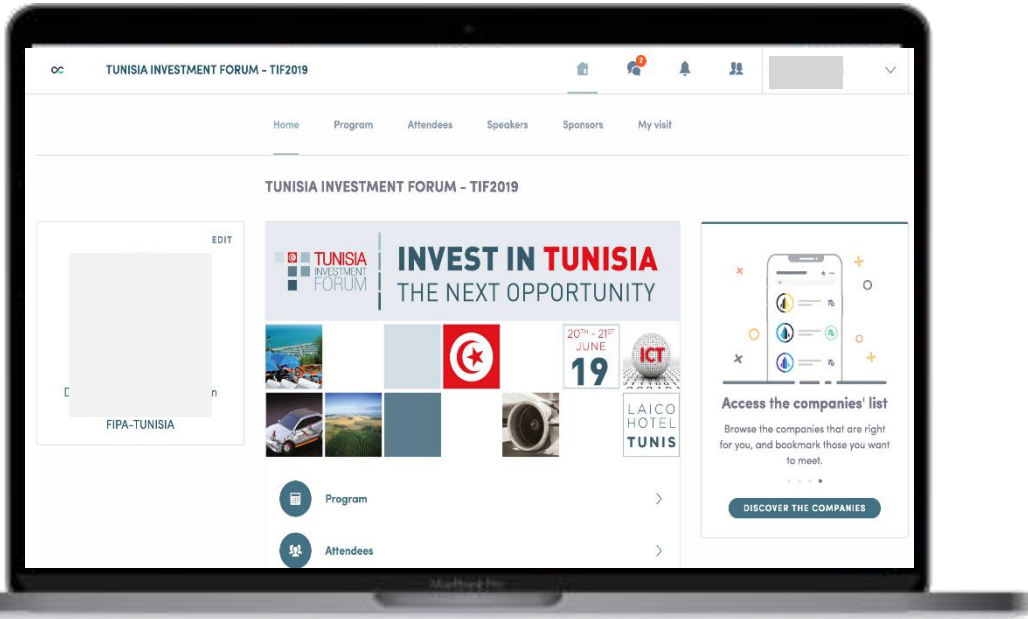 TUNISIA INVESTMENT FORUM - TIF2019
2
Home Program Attendees Speakers Sponsors My visit
TUNISIA INVESTMENT FORUM - TIF2019
EDIT
FIPA-TUNISIA
TUNISIA
INVESTMENT
FORUM
INVEST IN TUNISIA
THE NEXT OPPORTUNITY
20TH - 21ST
JUNE
19
ICT
LAICO
HOTEL
TUNIS
Program
Attendees
Access the companies' list
Browse the companies that are right
for you, and bookmark those you want
to meet.
DISCOVER THE COMPANIES